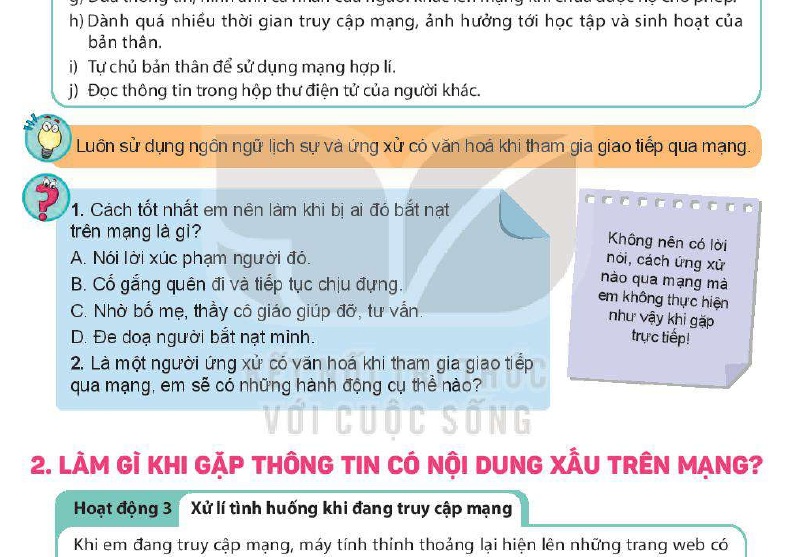 h) Dành quá nhiều thời gian truy cập mạng, ảnh hưởng tới học tập và sinh hoạt của
bản thân.
i) Tự chủ bản thân để sử dụng mạng hợp lí.
j) Đọc thông tin trong hộp thư điện tử của người khác.
Luôn sử dụng ngôn ngữ lịch sự và ứng xử có văn hoá khi tham gia giao tiếp qua mạng.
1. Cách tốt nhất em nên làm khi bị ai đó bắt nạt
trên mạng là gì?
A. Nói lời xúc phạm người đó.
B. Cố gắng quên đi và tiếp tục chịu đựng.
C. Nhờ bố mẹ, thầy cô giáo giúp đỡ, tư vấn.
D. Đe doạ người bắt nạt mình.
2. Là một người ứng xử có văn hoá khi tham gia giao tiếp
qua mạng, em sẽ có những hành động cụ thể nào?
Không nên có lời
nói, cách ứng xử
nào qua mạng mà
em không thực hiện
như vậy khi gặp
trực tiếp!
KẾT NỐI TRI THỨC
VỚI CUỘC SỐNG
2. LÀM GÌ KHI GẶP THÔNG TIN CÓ NỘI DUNG XẤU TRÊN MẠNG?
Hoạt động 3 Xử lí tình huống khi đang truy cập mạng
Khi em đang truy cập mạng, máy tính thỉnh thoảng lại hiện lên những trang web có